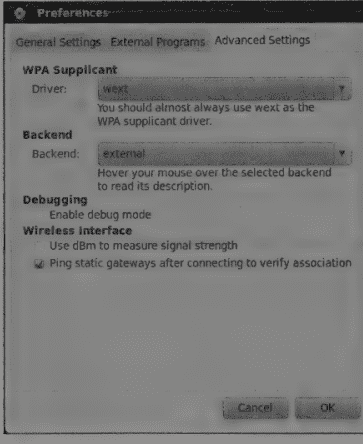 Preferences
General Settings External Programs Advanced Settings
WPA Supplicant
Driver: wext
You should almost always use wext as the
WPA supplicant driver.
Backend
Backend: external
Hover your mouse over the selected backend
to read its description.
Debugging
Enable debug mode
Wireless Interface
Use dBm to measure signal strength
Ping static gateways after connecting to verify association
Cancel OK